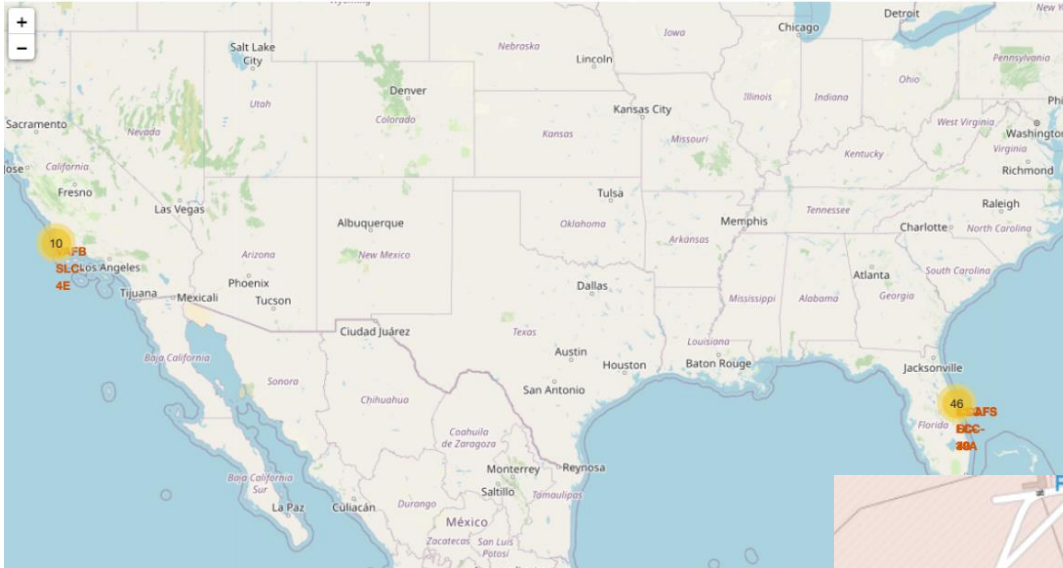 +
−
Wyoming
Iowa
Chicago
Detroit
New York
Salt Lake
City
Nebraska
Lincoln
Pennsylvania
Ohio
Denver
Utah
Illinois
Indiana
Kansas City
Sacramento
Nevada
Colorado
Kansas
Missouri
West Virginia
Washington
Virginia
Jose
California
Kentucky
Richmond
Fresno
Las Vegas
Tulsa
Raleigh
Albuquerque
Oklahoma
Memphis
Tennessee
Charlotte
North Carolina
10
Arizona
New Mexico
Arkansas
SLC-
Los Angeles
4E
Phoenix
Atlanta
South Carolina
Tijuana
Mexicali
Tucson
Dallas
Mississippi
Alabama
Georgia
Ciudad Juárez
Texas
Louisiana
Baja California
Austin
Houston
Baton Rouge
Jacksonville
Sonora
San Antonio
Chihuahua
46
Florida
Coahuila
de Zaragoza
Baja California
Sur
Monterrey
Reynosa
Saltillo
Tamaulipas
La Paz
Culiacán
Durango
México
Zacatecas
San Luis
Potosí